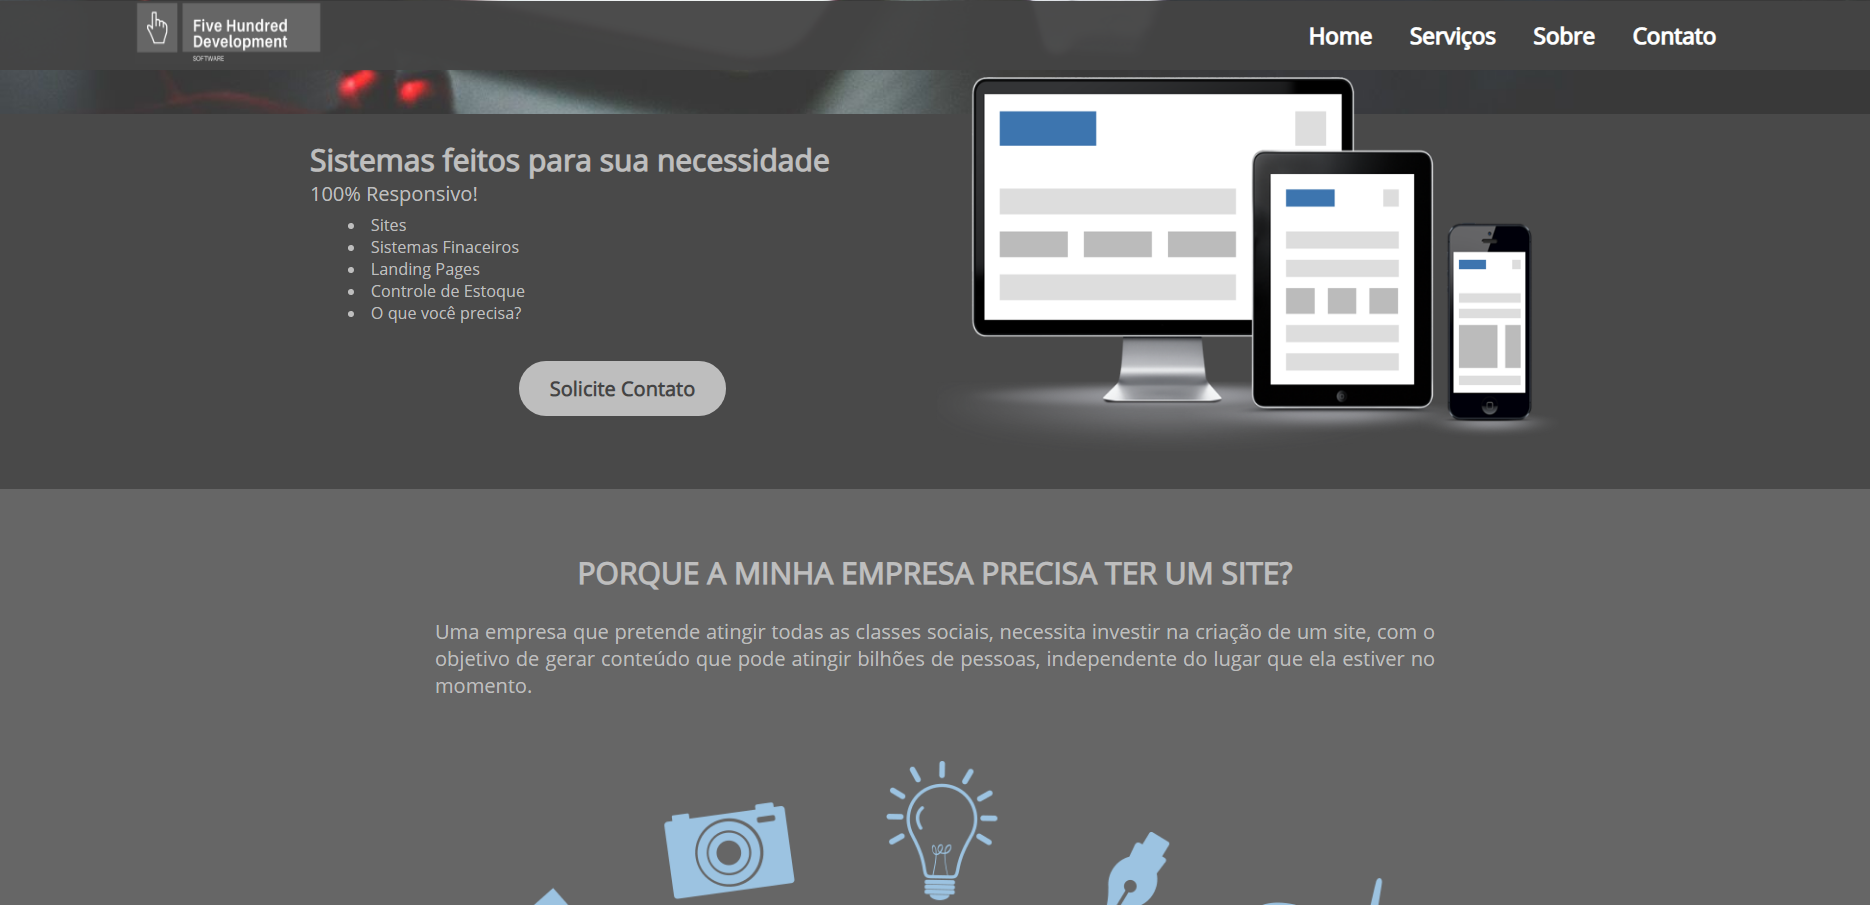 Five Hundred
Development
SOFTWARE
Home Serviços Sobre Contato
Sistemas feitos para sua necessidade
100% Responsivo!
Sites
Sistemas Finaceiros
Landing Pages
Controle de Estoque
O que você precisa?
Solicite Contato
PORQUE A MINHA EMPRESA PRECISA TER UM SITE?
Uma empresa que pretende atingir todas as classes sociais, necessita investir na criação de um site, com o
objetivo de gerar conteúdo que pode atingir bilhões de pessoas, independente do lugar que ela estiver no
momento.